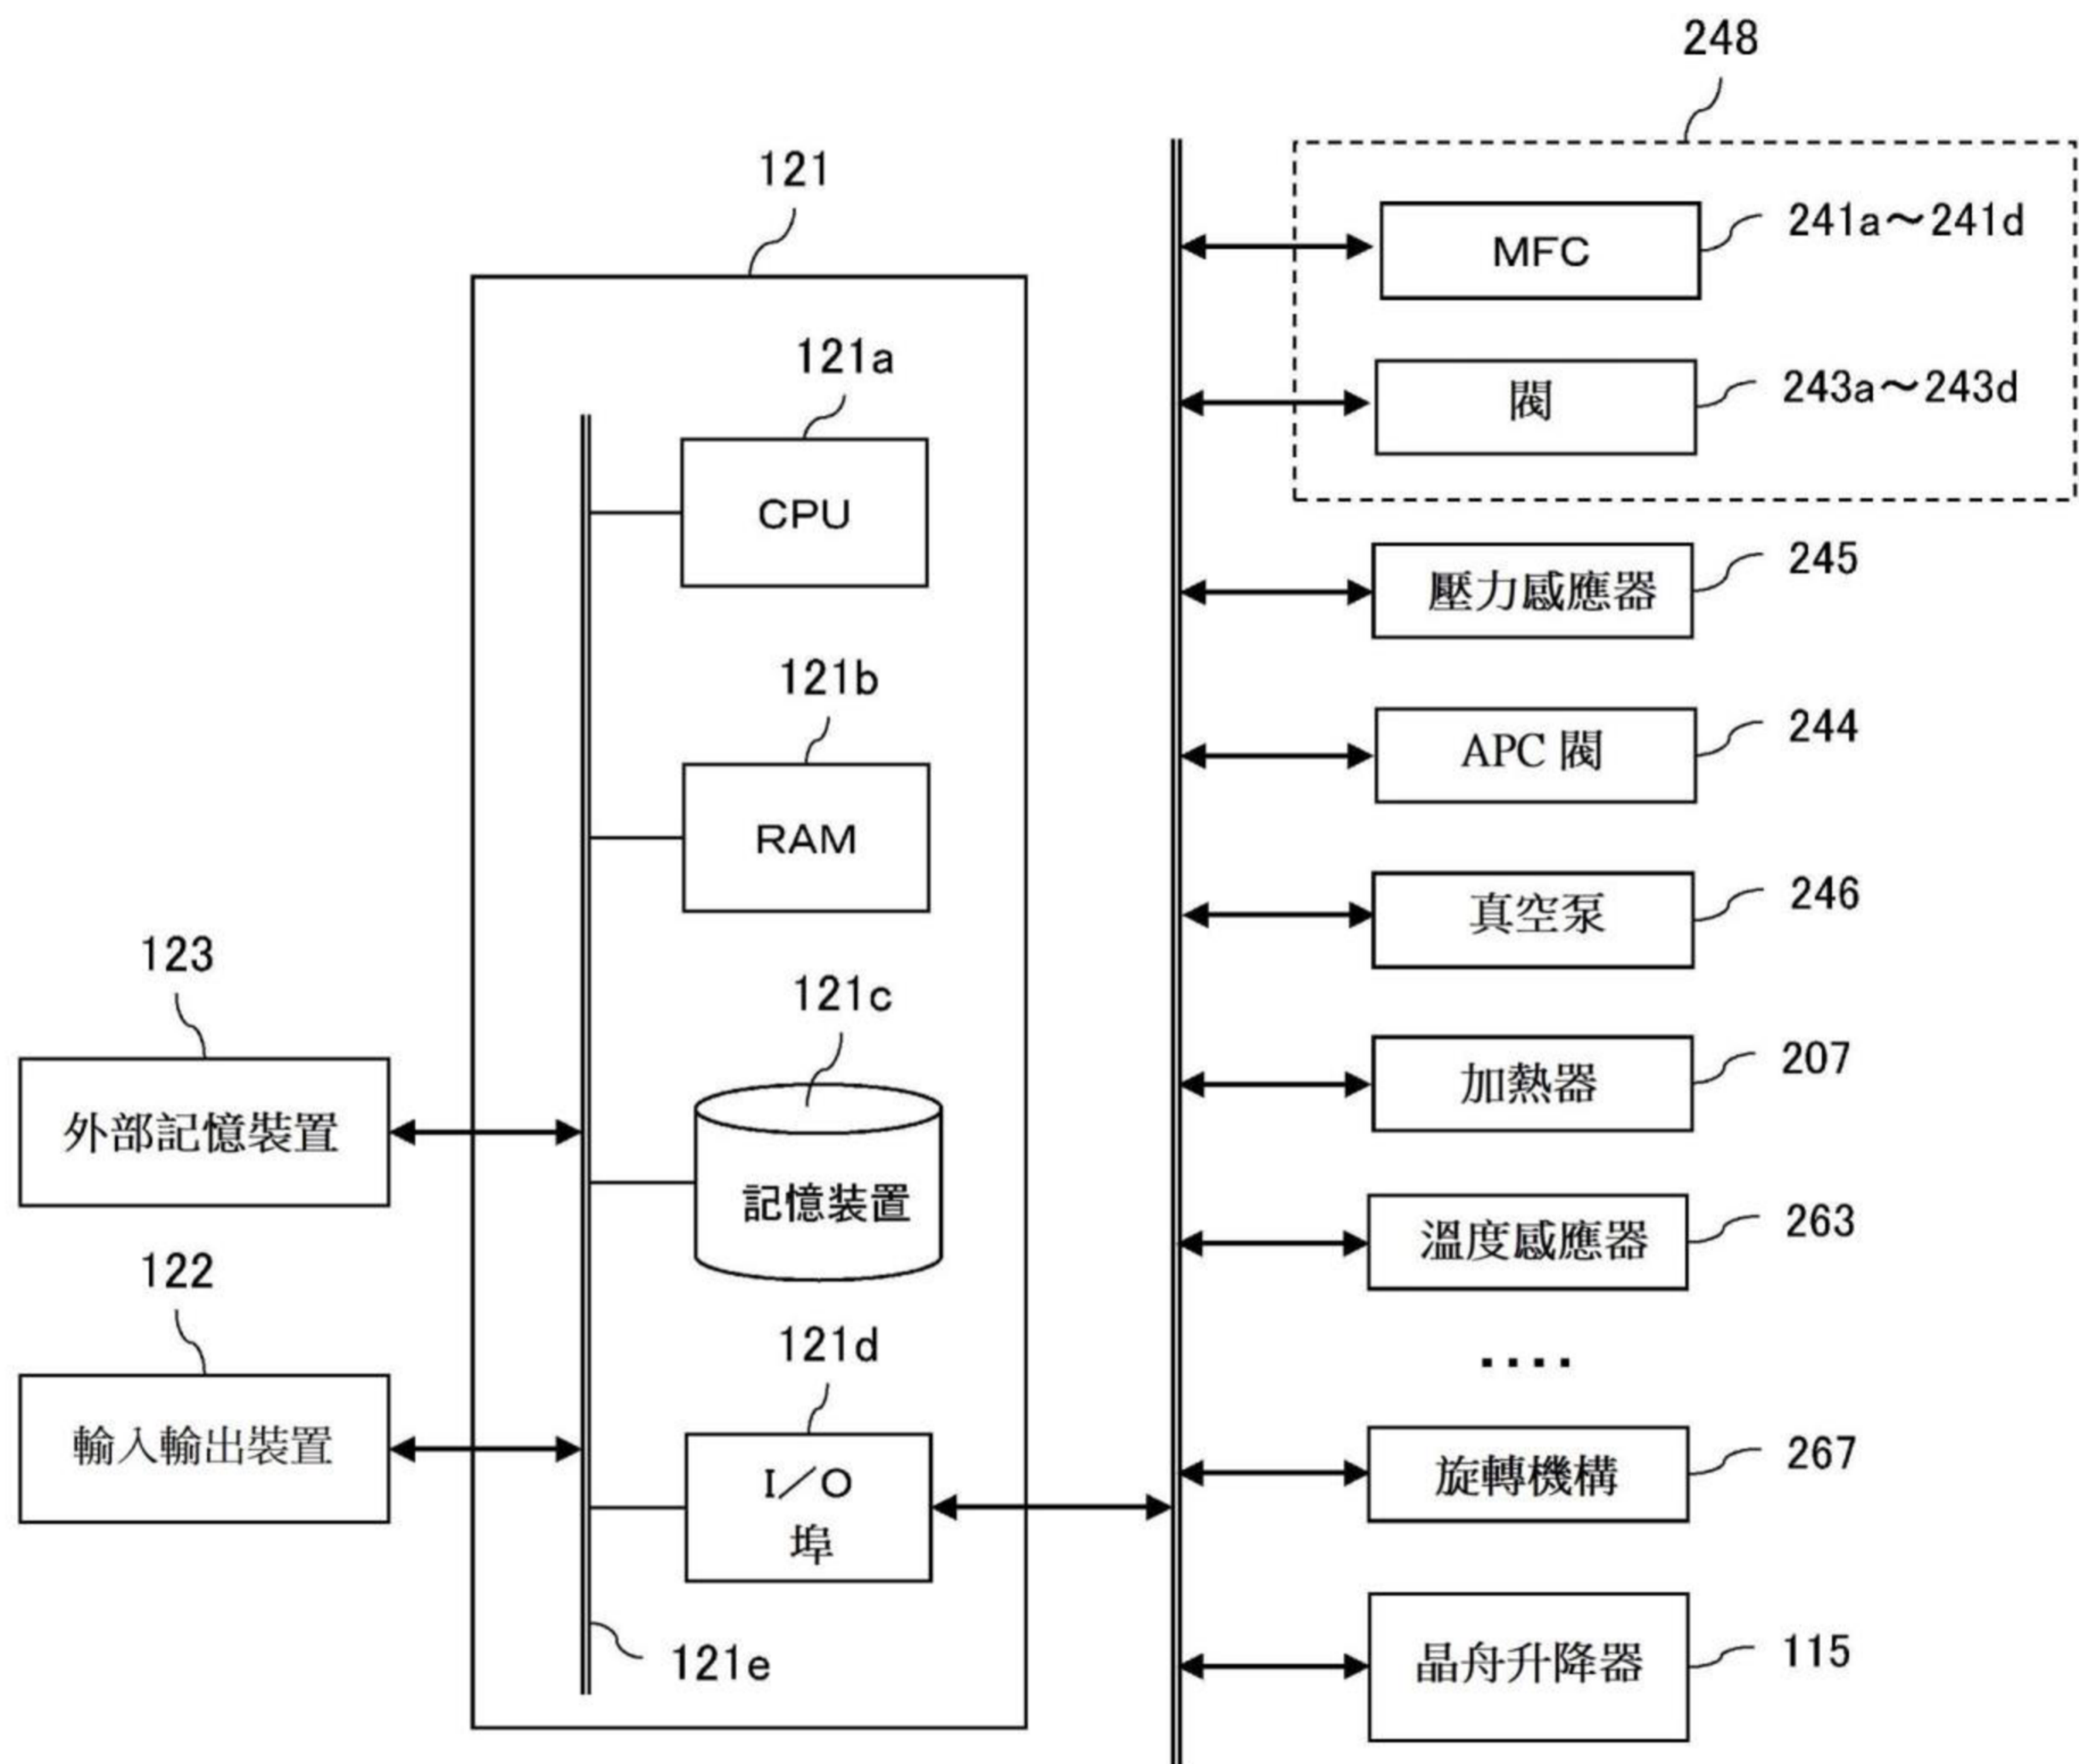 248
121
MFC
241a～241d
閥
243a～243d
121a
CPU
壓力感應器
245
121b
RAM
APC 閥
244
真空泵
246
123
外部記憶裝置
121c
記憶装置
加熱器
207
溫度感應器
263
‥‥
122
輸入輸出裝置
121d
I／O
埠
旋轉機構
267
121e
晶舟升降器
115